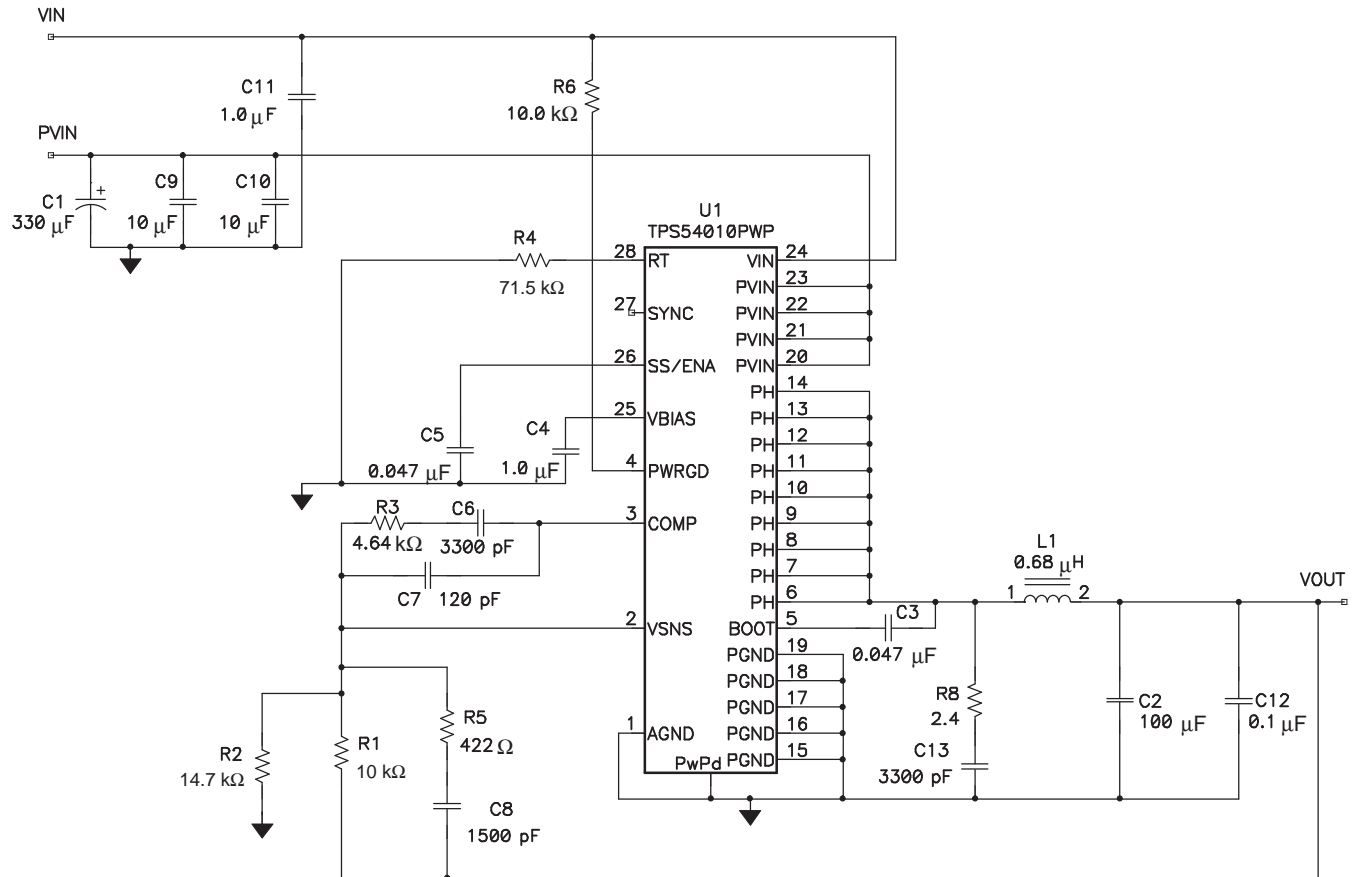 VIN
C11
1.0 μF
R6
10.0 kΩ
PVIN
C1
330 μF
+
C9
10 μF
C10
10 μF
U1
TPS54010PWP
R4
71.5 kΩ
28
RT
27
SYNC
26
SS/ENA
25
VBIAS
4
PWRGD
3
COMP
2
VSNS
1
AGND
PwPd
VIN
24
PVIN
23
PVIN
22
PVIN
21
PVIN
20
PH
14
PH
13
PH
12
PH
11
PH
10
PH
9
PH
8
PH
7
PH
6
BOOT
5
PGND
19
PGND
18
PGND
17
PGND
16
PGND
15
C5
0.047 μF
C4
1.0 μF
R3
4.64 kΩ
C6
3300 pF
C7
120 pF
R2
14.7 kΩ
R1
10 kΩ
R5
422 Ω
C8
1500 pF
C3
0.047 μF
L1
0.68 μH
1
2
VOUT
R8
2.4
C13
3300 pF
C2
100 μF
C12
0.1 μF